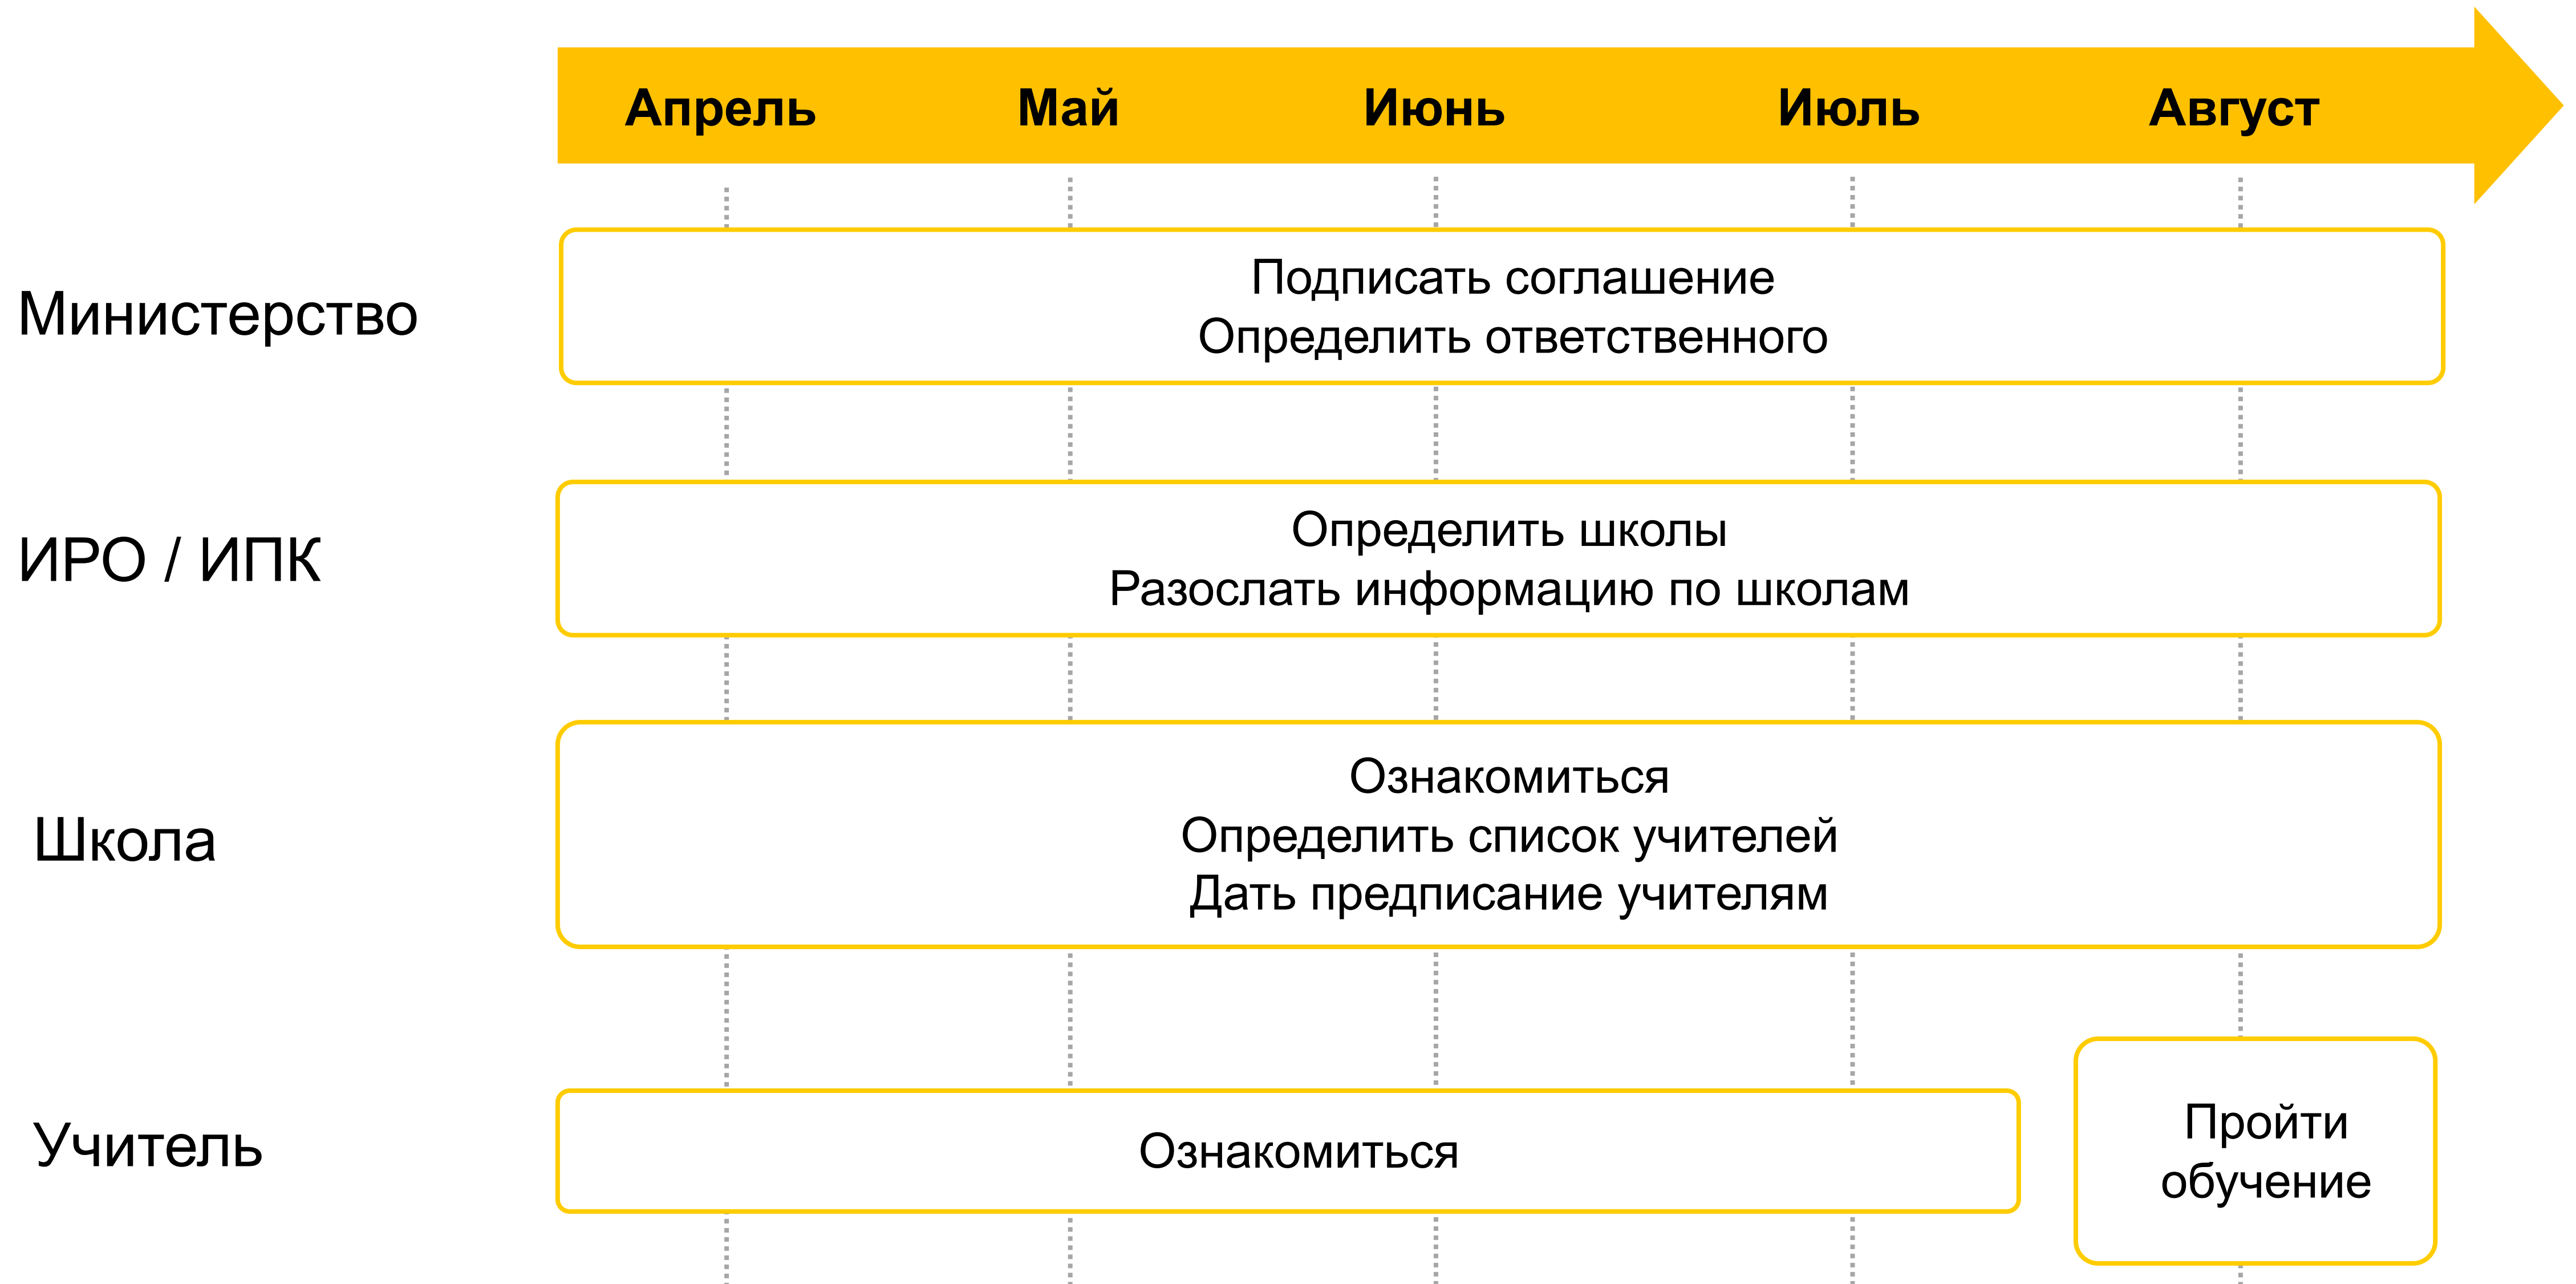 Апрель Май Июнь Июль Август
Министерство
Подписать соглашение
Определить ответственного
ИРО / ИПК
Определить школы
Разослать информацию по школам
Школа
Ознакомиться
Определить список учителей
Дать предписание учителям
Учитель
Ознакомиться
Пройти
обучение